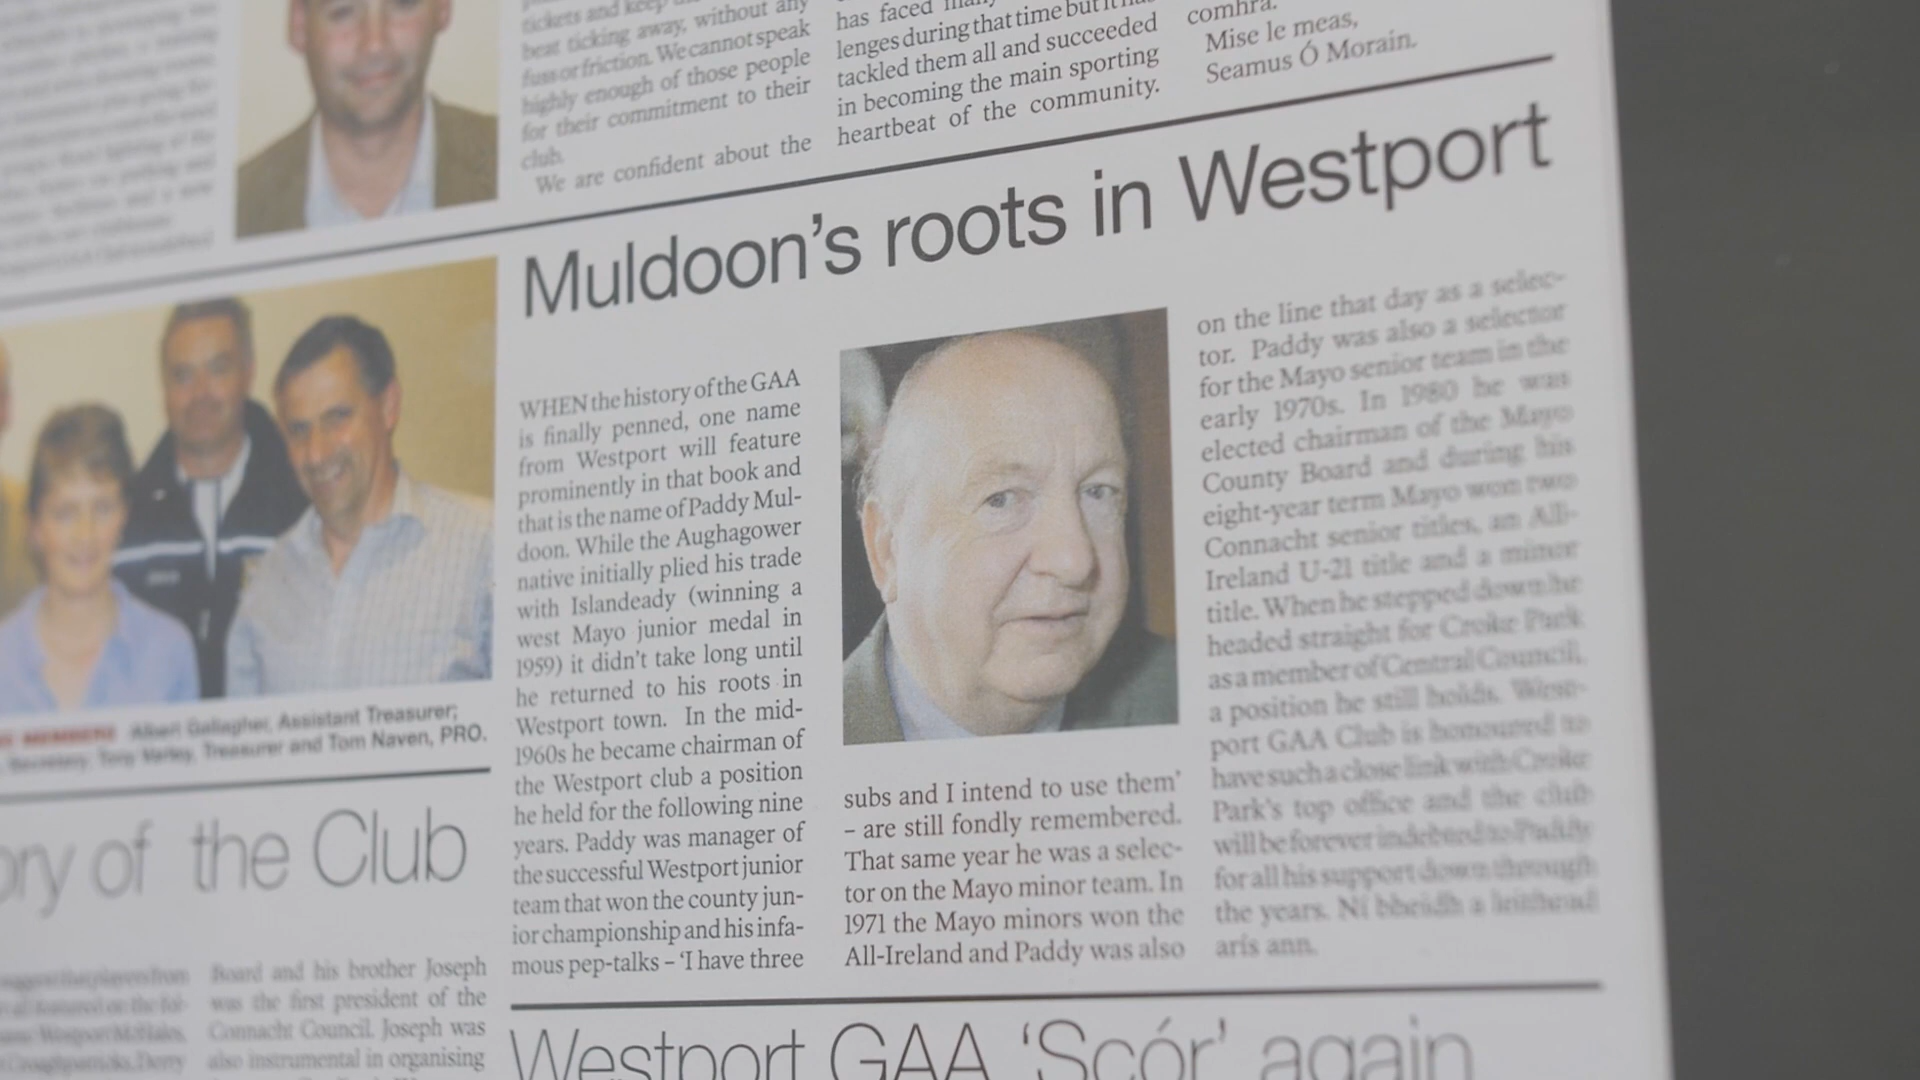 tickets and keep
beat ticking away, without any
fuss or friction. We cannot speak
highly enough of those people
for their commitment to their
club.
We are confident about the
has faced many
lenges during that time but it has
tackled them all and succeeded
in becoming the main sporting
heartbeat of the community.
comhrá.
Mise le meas,
Seamus Ó Morain.
MEMBERS Albert Gallagher, Assistant Treasurer;
Secretary; Tony Varley, Treasurer and Tom Naven, PRO.
ory of the Club
Board and his brother Joseph
was the first president of the
Connacht Council. Joseph was
also instrumental in organising
Muldoon's roots in Westport
WHEN the history of the GAA
is finally penned, one name
from Westport will feature
prominently in that book and
that is the name of Paddy Mul-
doon. While the Aughagower
native initially plied his trade
with Islandeady (winning a
west Mayo junior medal in
1959) it didn't take long until
he returned to his roots in
Westport town. In the mid-
1960s he became chairman of
the Westport club a position
he held for the following nine
years. Paddy was manager of
the successful Westport junior
team that won the county jun-
ior championship and his infa-
mous pep-talks – 'I have three
subs and I intend to use them'
– are still fondly remembered.
That same year he was a selec-
tor on the Mayo minor team. In
1971 the Mayo minors won the
All-Ireland and Paddy was also
on the line that day as a selec-
tor. Paddy was also a selector
for the Mayo senior team in the
early 1970s. In 1980 he was
elected chairman of the Mayo
County Board and during his
eight-year term Mayo won two
Connacht senior titles, an All-
Ireland U-21 title and a minor
title. When he stepped down he
headed straight for Croke Park
as a member of Central Council,
a position he still holds. West-
port GAA Club is honoured to
have such a close link with Croke
Park's top office and the club
will be forever indebted to Paddy
for all his support down through
the years. Ní bheidh a leithead
arís ann.
Westport GAA 'Scór' again